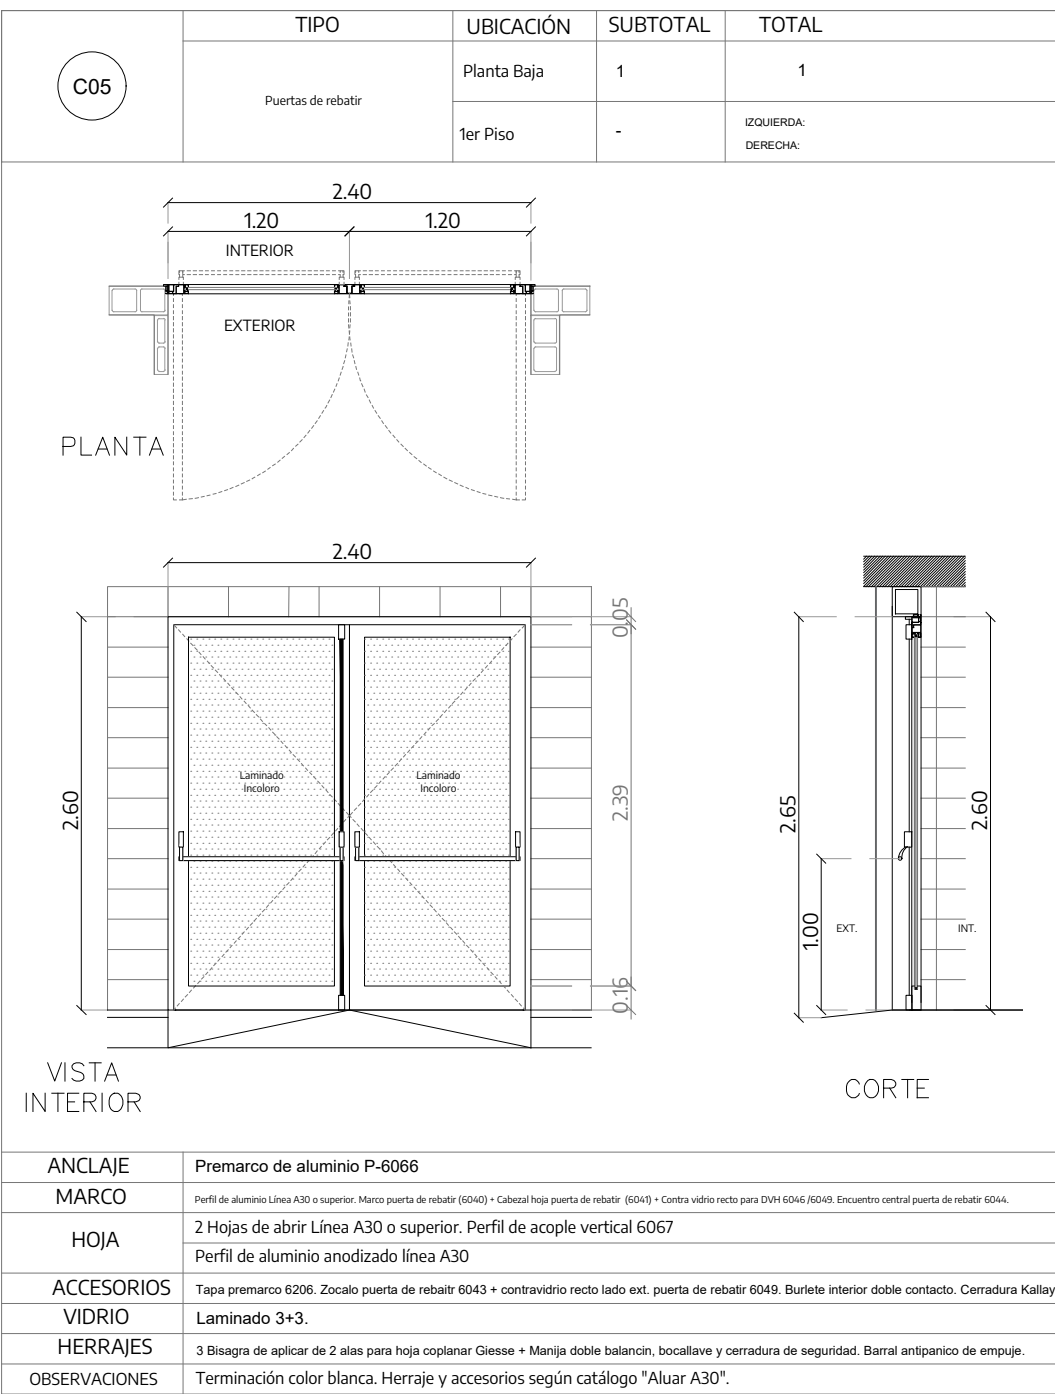 TIPO UBICACIÓN SUBTOTAL TOTAL
C05
Puertas de rebatir
Planta Baja 1 1
1er Piso -
IZQUIERDA:
DERECHA:
2.40
1.20 1.20
INTERIOR
EXTERIOR
PLANTA
2.40
0.05
Laminado
Incoloro
Laminado
Incoloro
2.60
2.39
0.16
2.65
2.60
1.00
EXT.
INT.
VISTA
INTERIOR
CORTE
ANCLAJE Premarco de aluminio P-6066
MARCO Perfil de aluminio Línea A30 o superior. Marco puerta de rebatir (6040) + Cabezal hoja puerta de rebatir (6041) + Contra vidrio recto para DVH 6046 /6049. Encuentro central puerta de rebatir 6044.
HOJA
2 Hojas de abrir Línea A30 o superior. Perfil de acople vertical 6067
Perfil de aluminio anodizado línea A30
ACCESORIOS Tapa premarco 6206. Zocalo puerta de rebaitr 6043 + contravidrio recto lado ext. puerta de rebatir 6049. Burlete interior doble contacto. Cerradura Kallay
VIDRIO Laminado 3+3.
HERRAJES 3 Bisagra de aplicar de 2 alas para hoja coplanar Giesse + Manija doble balancin, bocallave y cerradura de seguridad. Barral antipanico de empuje.
OBSERVACIONES Terminación color blanca. Herraje y accesorios según catálogo "Aluar A30".